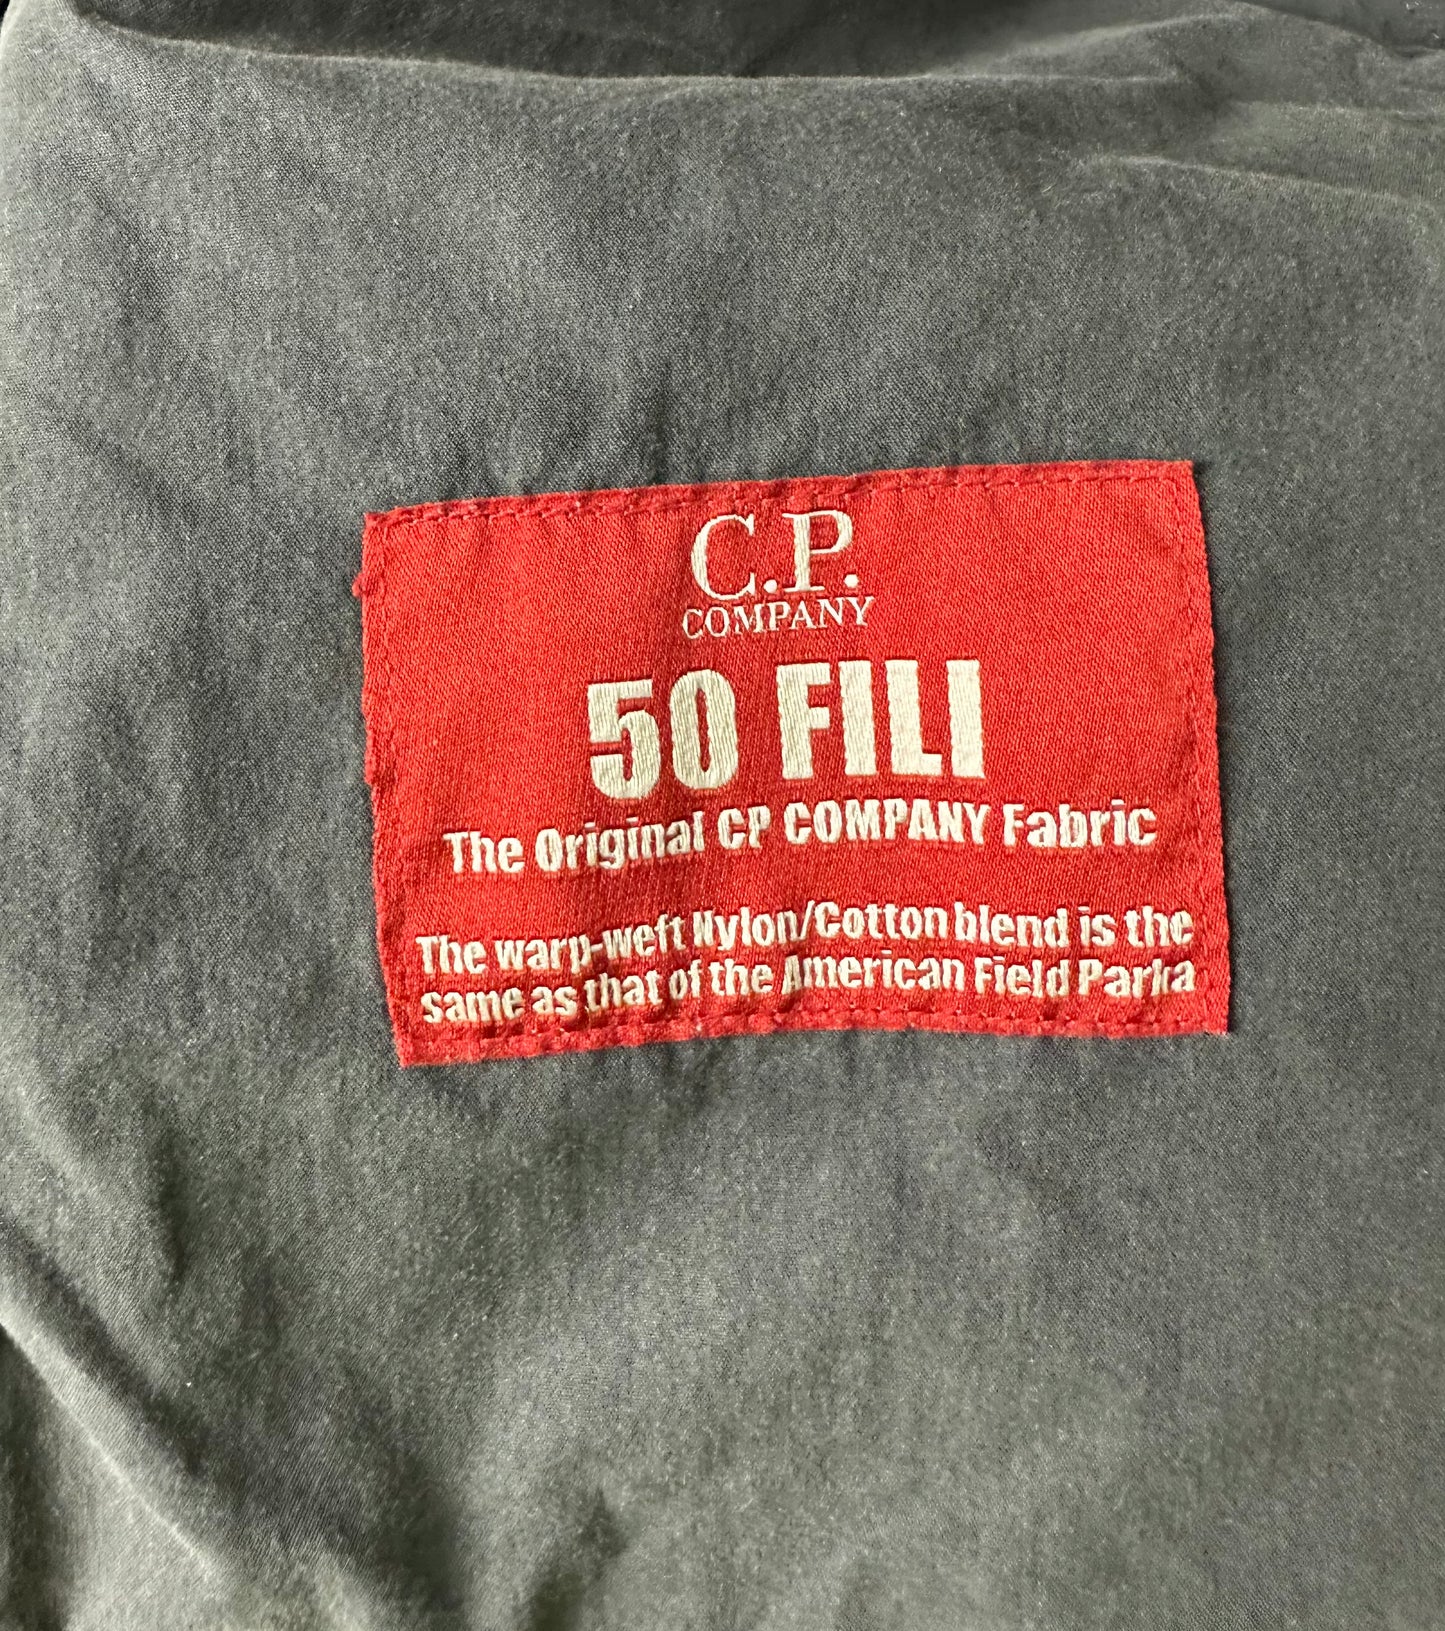 C.P.
COMPANY
50 FILI
The Original CP COMPANY Fabric
The warp-weft Nylon/Cotton blend is the
same as that of the American Field Parka